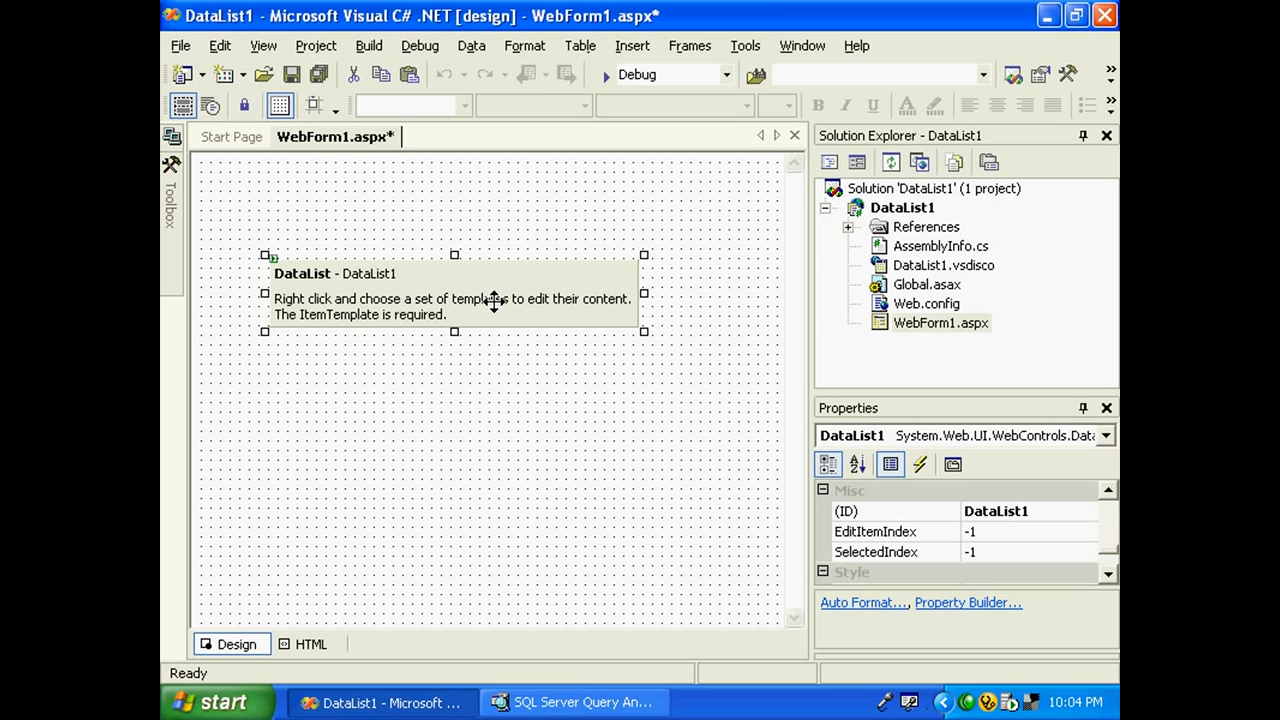 DataList1 - Microsoft Visual C# .NET [design] - WebForm1.aspx*
File Edit View Project Build Debug Data Format Table Insert Frames Tools Window Help
Debug
B I U A
Start Page WebForm1.aspx*
Toolbox
DataList - DataList1
Right click and choose a set of templates to edit their content.
The ItemTemplate is required.
Design HTML
Solution Explorer - DataList1
Solution 'DataList1' (1 project)
DataList1
References
AssemblyInfo.cs
DataList1.vsdisco
Global.asax
Web.config
WebForm1.aspx
Properties
DataList1 System.Web.UI.WebControls.Data
Misc
(ID) DataList1
EditItemIndex -1
SelectedIndex -1
Style
Auto Format..., Property Builder...
Ready
start DataList1 - Microsoft ... SQL Server Query An... 10:04 PM